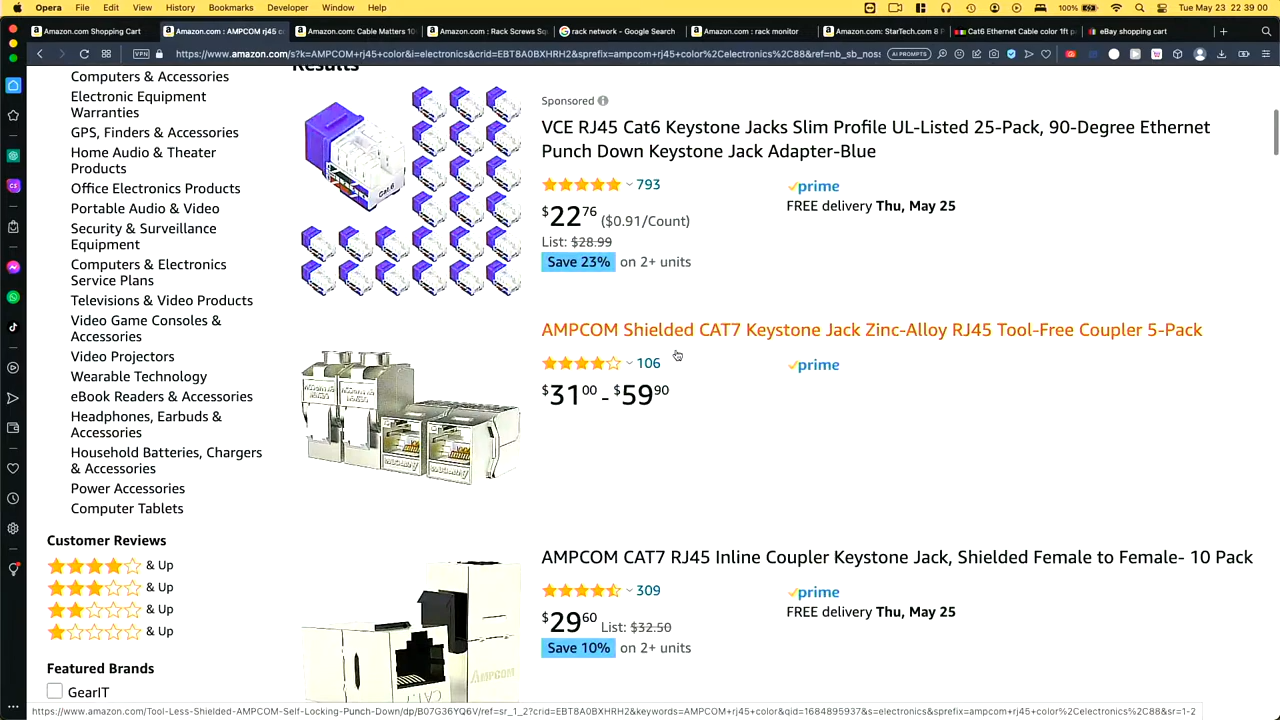 Opera File Edit View History Bookmarks Developer Window Help 100% Tue May 23 22 39 00
Amazon.com Shopping Cart Amazon.com : AMPCOM rj45 co Amazon.com: Cable Matters 10 Amazon.com : Rack Screws Sq rack network - Google Search Amazon.com : rack monitor Amazon.com: StarTech.com 8 P Cat6 Ethernet Cable color 1ft p eBay shopping cart
VPN https://www.amazon.com/s?k=AMPCOM+rj45+color&i=electronics&crid=EBT8A0BXHRH2&sprefix=ampcom+rj45+color%2Celectronics%2C88&ref=nb_sb_noss AI PROMPTS
Results
Computers & Accessories
Electronic Equipment
Warranties
GPS, Finders & Accessories
Home Audio & Theater
Products
Office Electronics Products
Portable Audio & Video
Security & Surveillance
Equipment
Computers & Electronics
Service Plans
Televisions & Video Products
Video Game Consoles &
Accessories
Video Projectors
Wearable Technology
eBook Readers & Accessories
Headphones, Earbuds &
Accessories
Household Batteries, Chargers
& Accessories
Power Accessories
Computer Tablets
Customer Reviews
& Up
& Up
& Up
& Up
Featured Brands
GearIT
Sponsored
VCE RJ45 Cat6 Keystone Jacks Slim Profile UL-Listed 25-Pack, 90-Degree Ethernet
Punch Down Keystone Jack Adapter-Blue
793
$22 76 ($0.91/Count)
List: $28.99
Save 23% on 2+ units
prime
FREE delivery Thu, May 25
AMPCOM Shielded CAT7 Keystone Jack Zinc-Alloy RJ45 Tool-Free Coupler 5-Pack
106
$31 00 - $59 90
prime
AMPCOM CAT7 RJ45 Inline Coupler Keystone Jack, Shielded Female to Female- 10 Pack
309
$29 60 List: $32.50
Save 10% on 2+ units
prime
FREE delivery Thu, May 25
AMPCOM
CAT7
https://www.amazon.com/Tool-Less-Shielded-AMPCOM-Self-Locking-Punch-Down/dp/B07G36YQ6V/ref=sr_1_2?crid=EBT8A0BXHRH2&keywords=AMPCOM+rj45+color&qid=1684895937&s=electronics&sprefix=ampcom+rj45+color%2Celectronics%2C88&sr=1-2